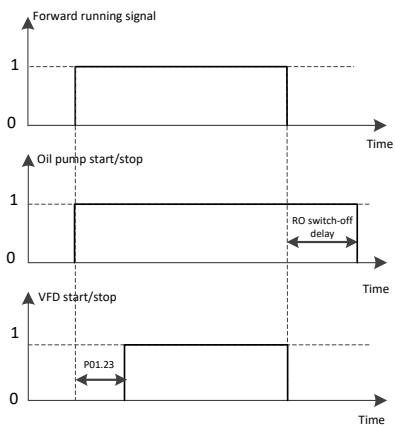 Forward running signal
1
0
Time
Oil pump start/stop
1
RO switch-off
delay
0
Time
VFD start/stop
1
P01.23
0
Time